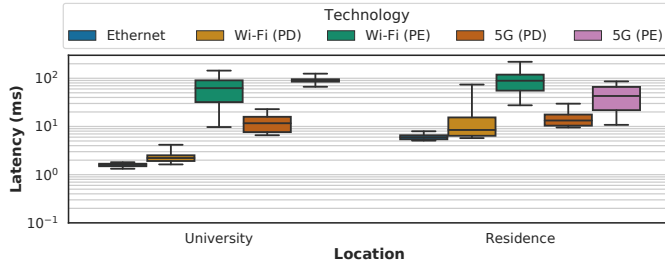 Technology
Ethernet Wi-Fi (PD) Wi-Fi (PE) 5G (PD) 5G (PE)
Latency (ms)
10²
10¹
10⁰
10⁻¹
University Residence
Location